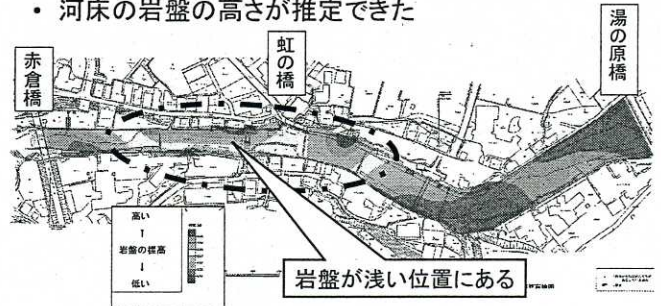 • 河床の岩盤の高さが推定できた
赤倉橋
虹の橋
湯の原橋
高い
↑
岩盤の標高
↓
低い
岩盤が浅い位置にある